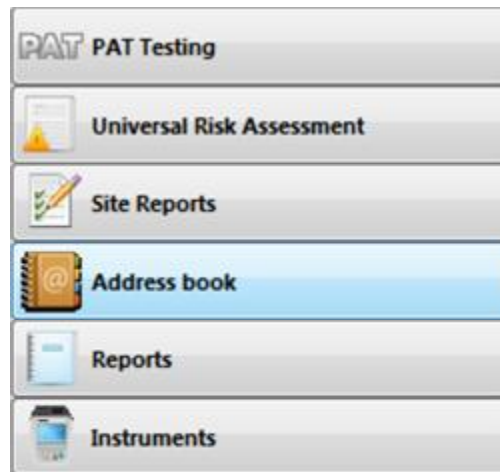 PAT PAT Testing
Universal Risk Assessment
Site Reports
@ Address book
Reports
Instruments